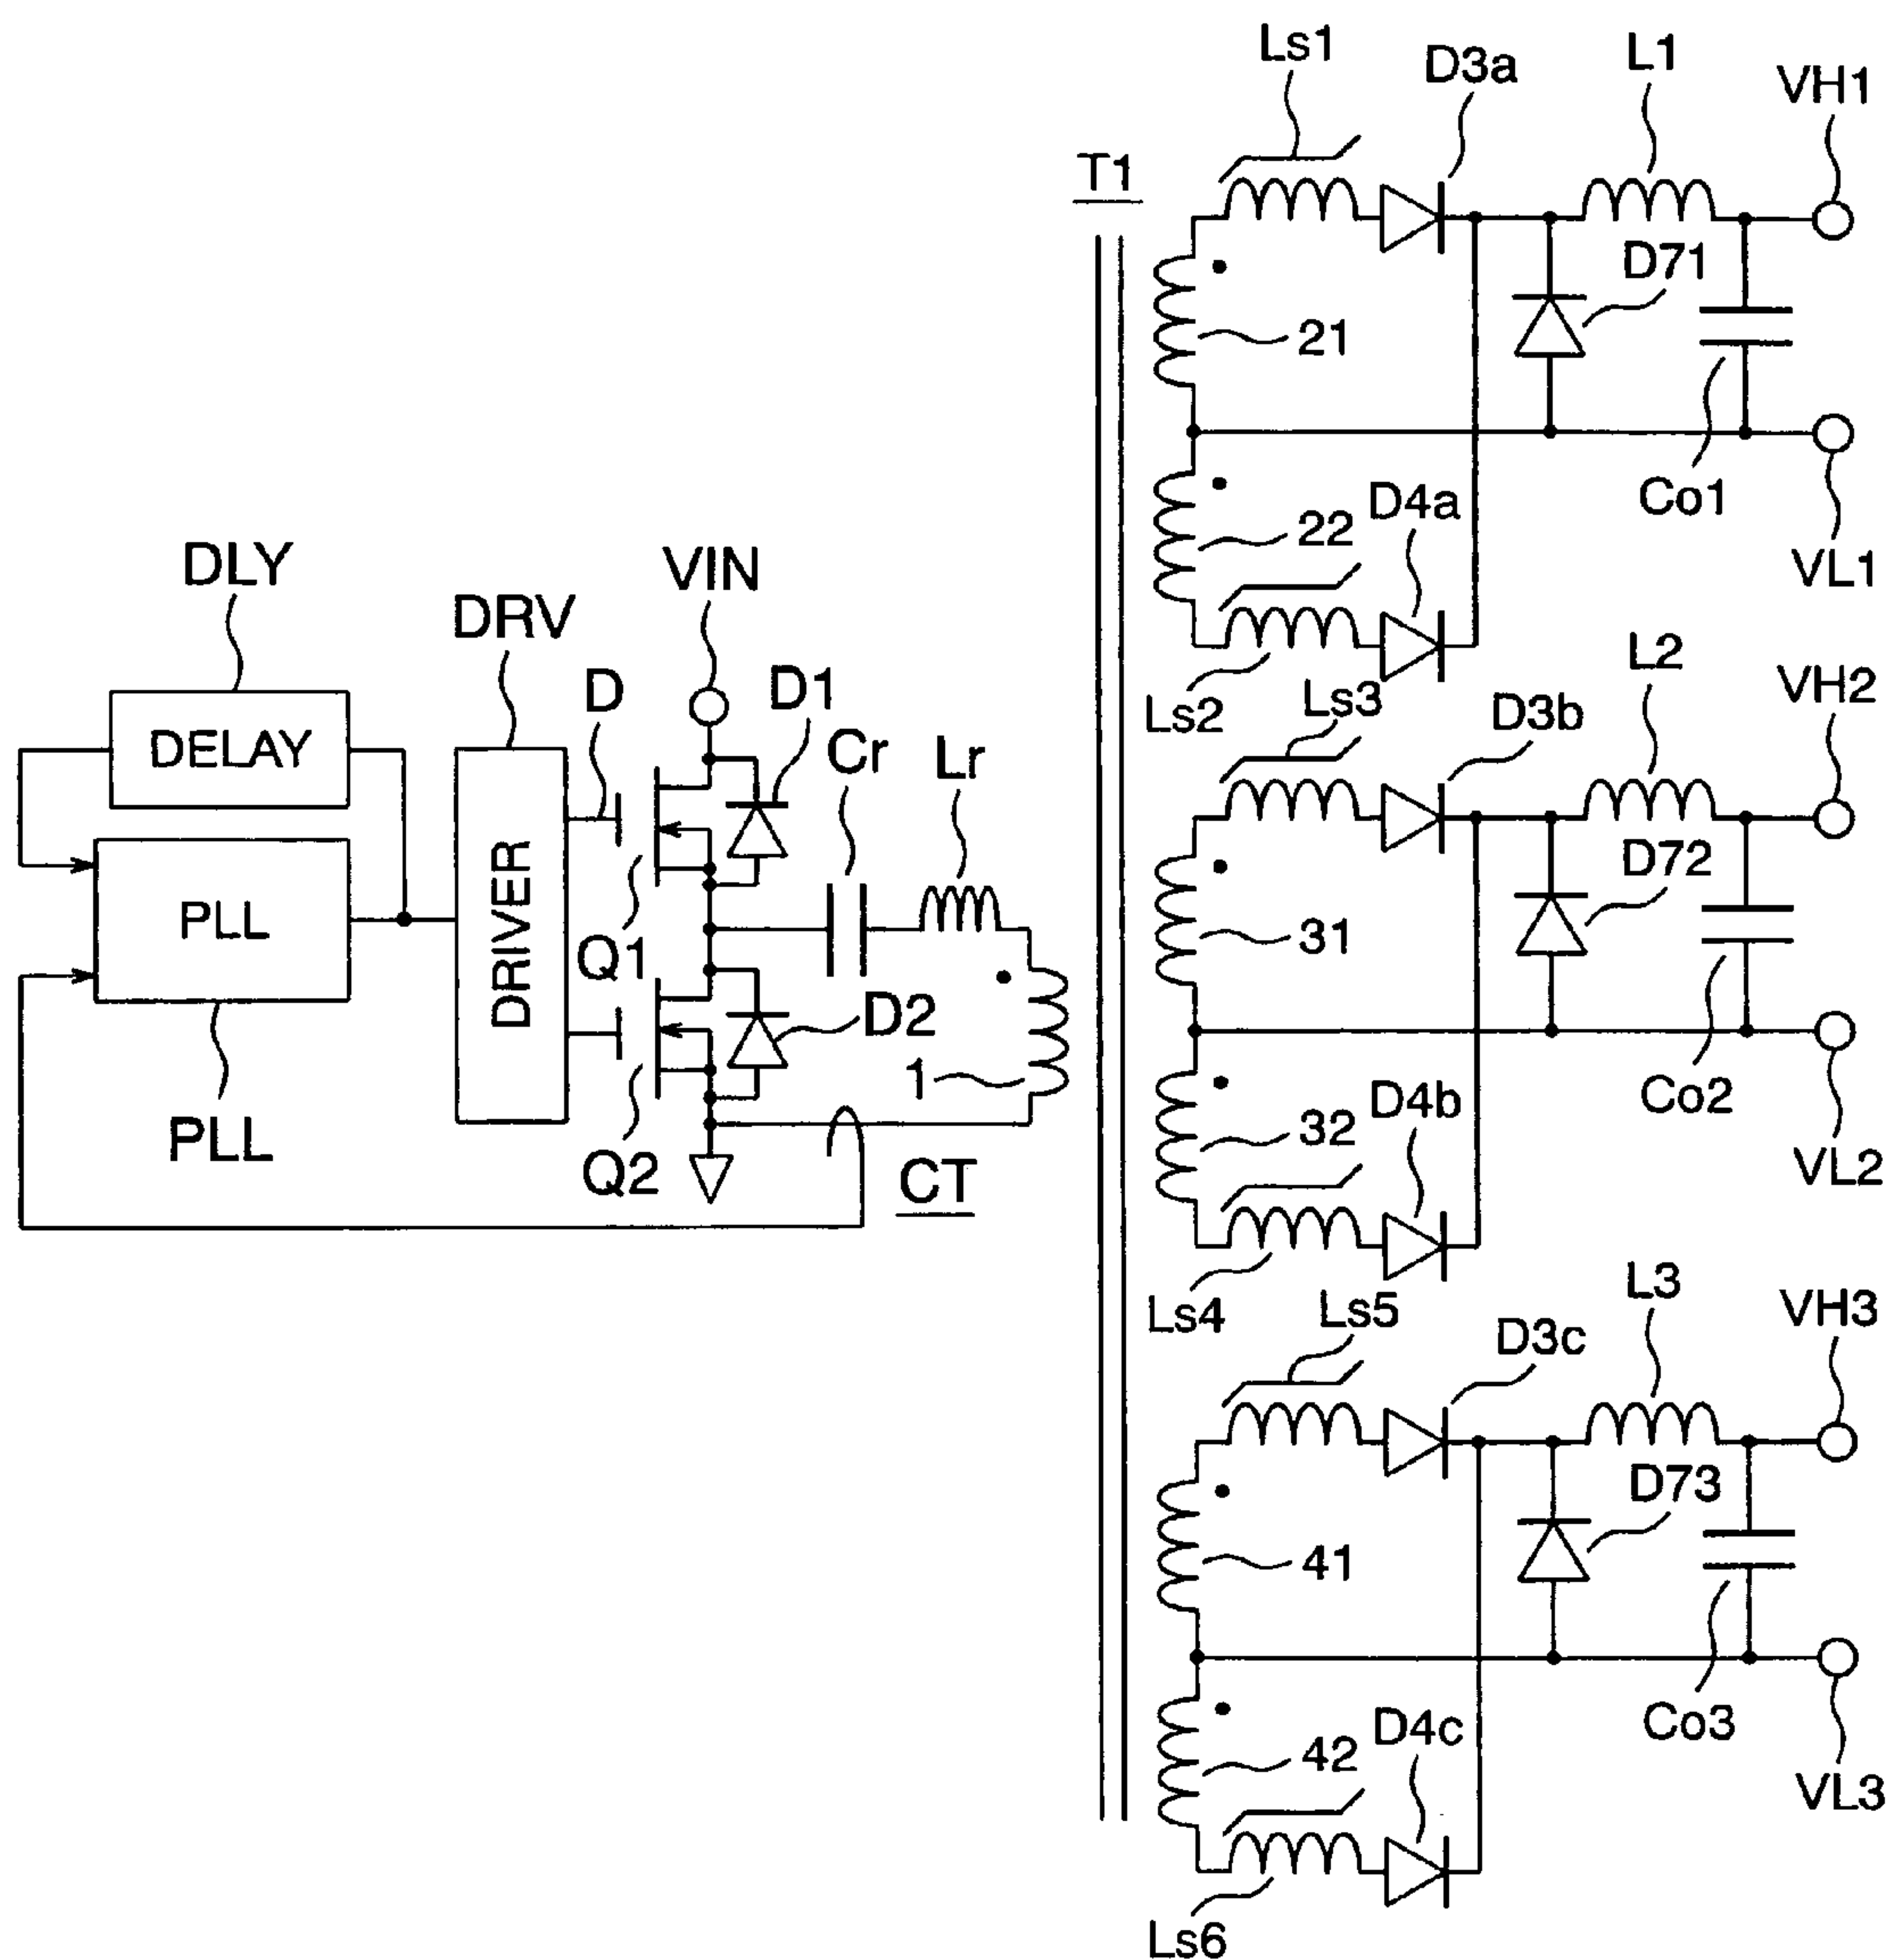 Ls1
D3a
L1
VH1
T1
D71
21
Co1
D4a
22
VL1
DLY
VIN
DRV
D
D1
Ls2
Ls3
D3b
L2
VH2
DELAY
Cr
Lr
D72
PLL
DRIVER
31
Q1
D2
1
Co2
D4b
32
PLL
Q2
CT
VL2
Ls4
Ls5
D3c
L3
VH3
D73
41
Co3
D4c
42
VL3
Ls6